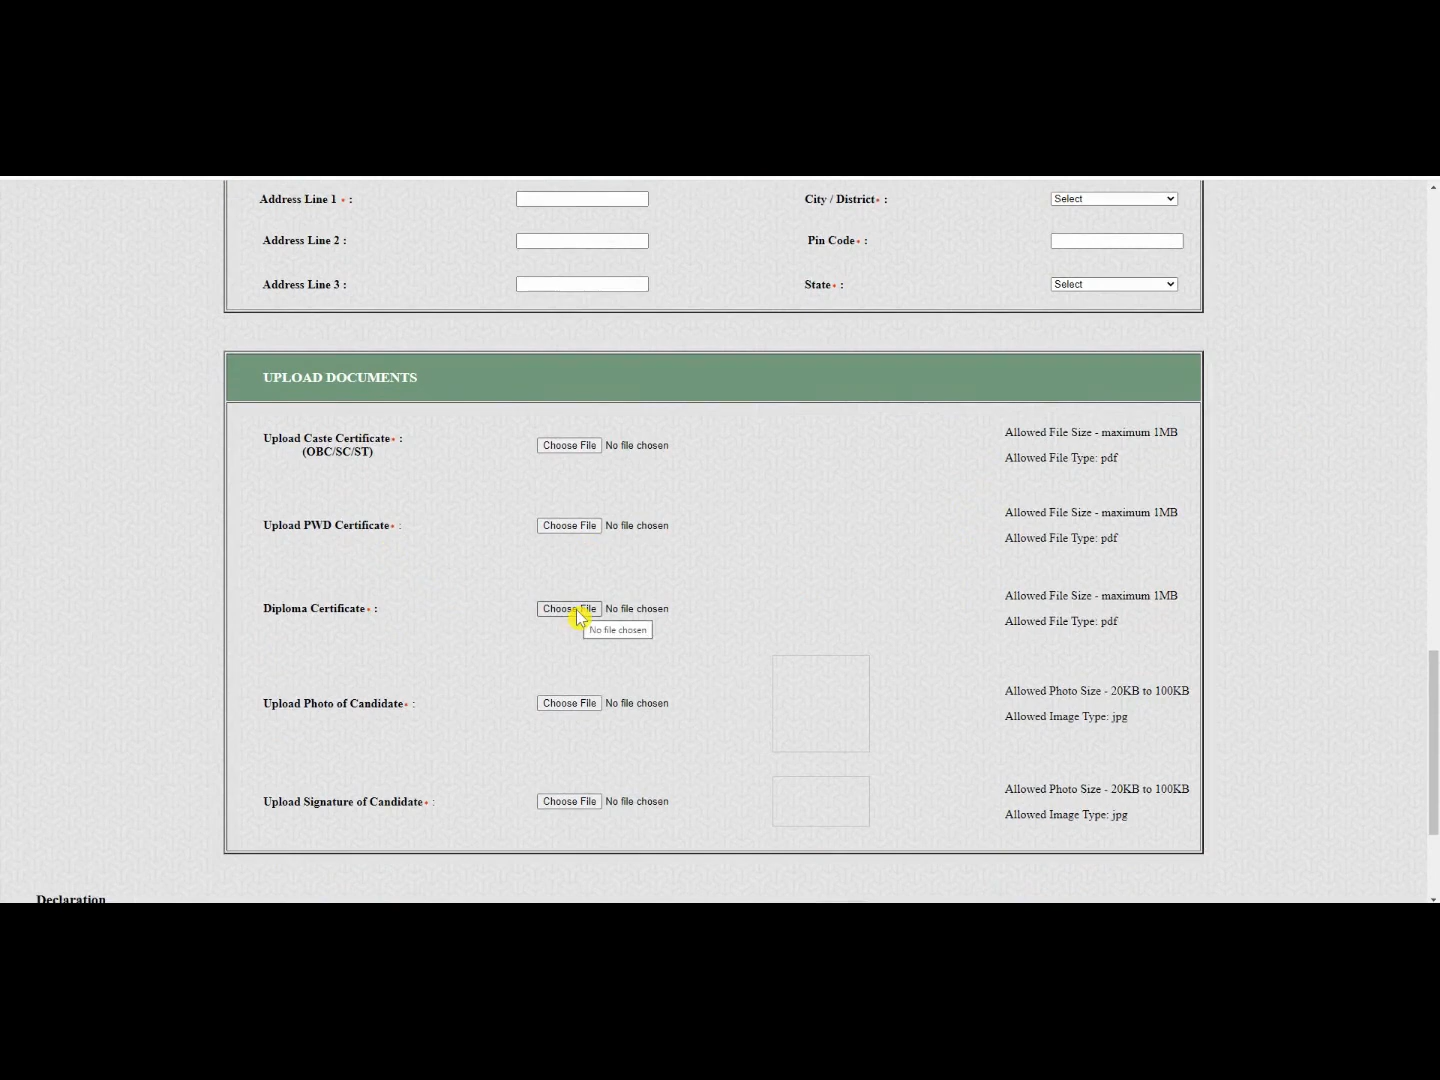 Address Line 1 • :
City / District• :
Select
Address Line 2 :
Pin Code• :
Address Line 3 :
State• :
Select
UPLOAD DOCUMENTS
Upload Caste Certificate• :
(OBC/SC/ST)
Choose File No file chosen
Allowed File Size - maximum 1MB
Allowed File Type: pdf
Upload PWD Certificate• :
Choose File No file chosen
Allowed File Size - maximum 1MB
Allowed File Type: pdf
Diploma Certificate• :
Choose File No file chosen
No file chosen
Allowed File Size - maximum 1MB
Allowed File Type: pdf
Upload Photo of Candidate• :
Choose File No file chosen
Allowed Photo Size - 20KB to 100KB
Allowed Image Type: jpg
Upload Signature of Candidate• :
Choose File No file chosen
Allowed Photo Size - 20KB to 100KB
Allowed Image Type: jpg
Declaration